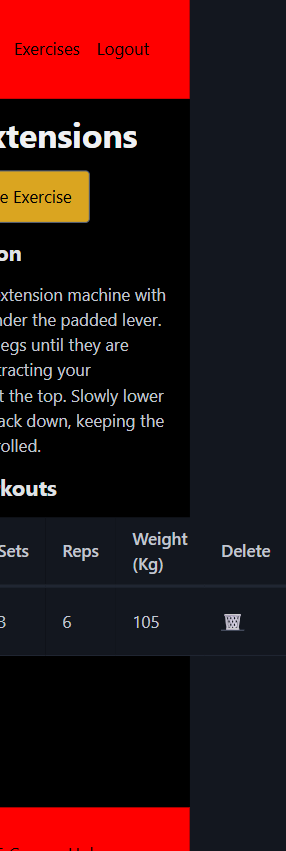 Exercises Logout
xtensions
e Exercise
on
xtension machine with
nder the padded lever.
egs until they are
tracting your
t the top. Slowly lower
ack down, keeping the
rolled.
kouts
Sets Reps Weight (Kg) Delete
3 6 105